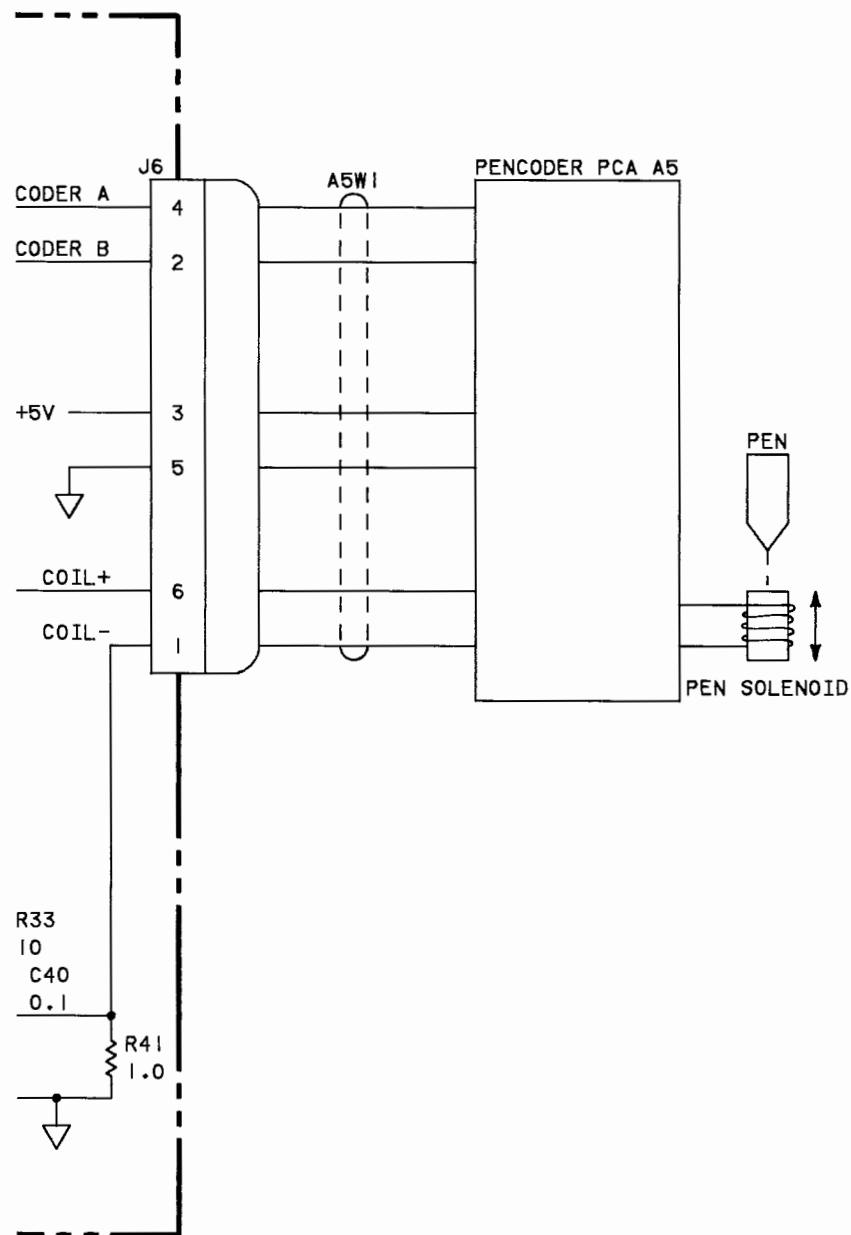 J6
A5W1
PENCODER PCA A5
CODER A
4
CODER B
2
+5V
3
5
PEN
COIL+
6
COIL-
1
PEN SOLENOID
R33
10
C40
0.1
R41
1.0